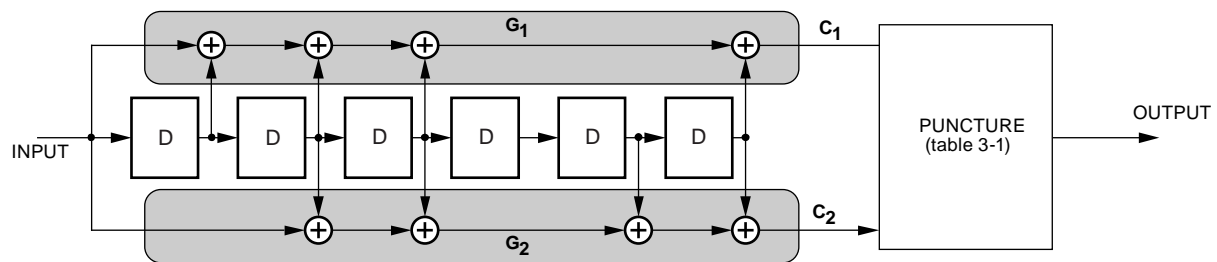 G1
C1
D D D D D D
INPUT
PUNCTURE
(table 3-1)
OUTPUT
G2
C2